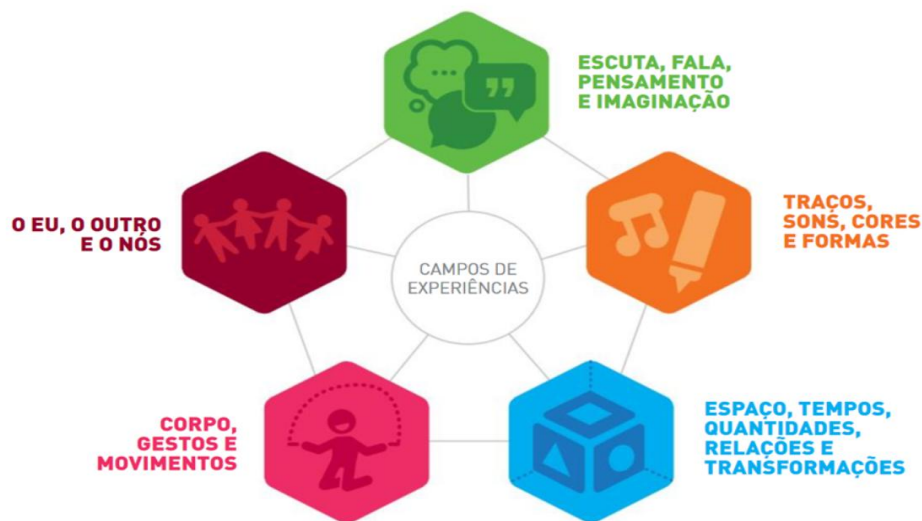 ESCUTA, FALA,
PENSAMENTO
E IMAGINAÇÃO
O EU, O OUTRO
E O NÓS
TRAÇOS,
SONS, CORES
E FORMAS
CAMPOS DE
EXPERIÊNCIAS
CORPO,
GESTOS E
MOVIMENTOS
ESPAÇO, TEMPOS,
QUANTIDADES,
RELAÇÕES E
TRANSFORMAÇÕES